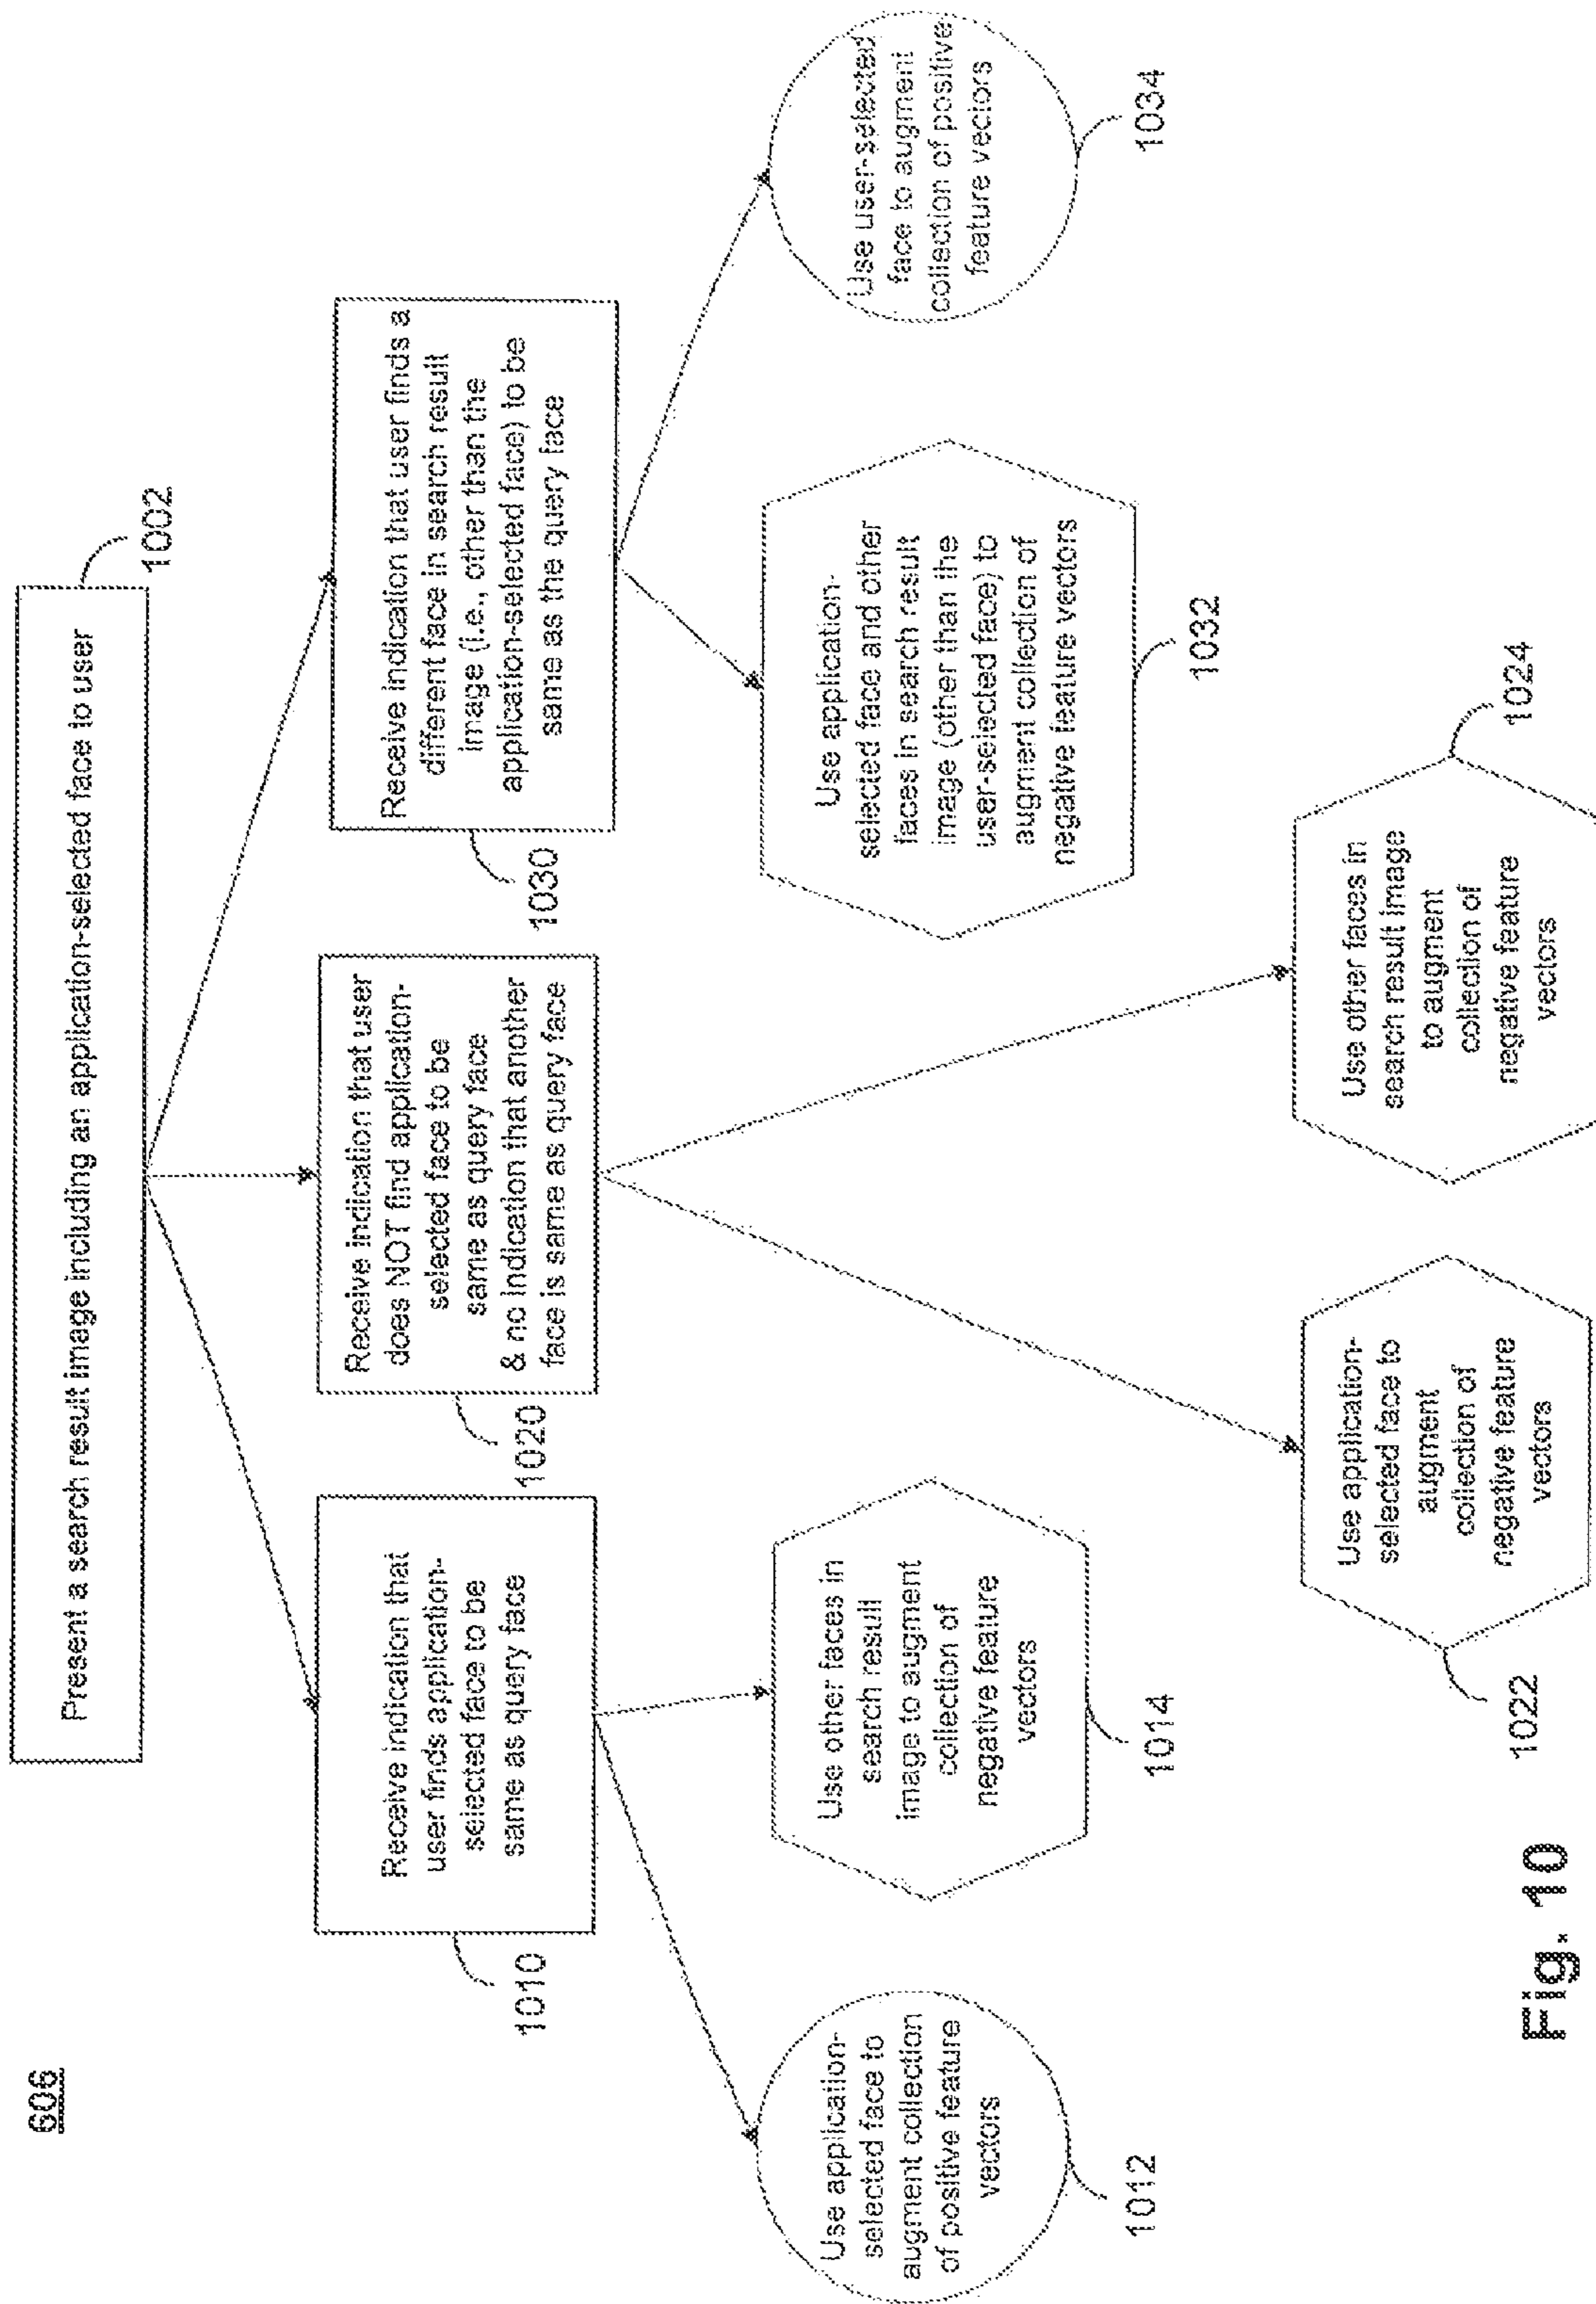 606
Present a search result image including an application-selected face to user
1002
Receive indication that
user finds application-
selected face to be
same as query face
1010
Receive indication that user
does NOT find application-
selected face to be
same as query face
& no indication that another
face is same as query face
1020
Receive indication that user finds a
different face in search result
image (i.e., other than the
application-selected face) to be
same as the query face
1030
Use application-
selected face to
augment collection
of positive feature
vectors
1012
Use other faces in
search result
image to augment
collection of
negative feature
vectors
1014
Use application-
selected face and other
faces in search result
image (other than the
user-selected face) to
augment collection of
negative feature vectors
1032
Use user-selected
face to augment
collection of positive
feature vectors
1034
Use application-
selected face to
augment
collection of
negative feature
vectors
1022
Use other faces in
search result image
to augment
collection of
negative feature
vectors
1024
Fig. 10